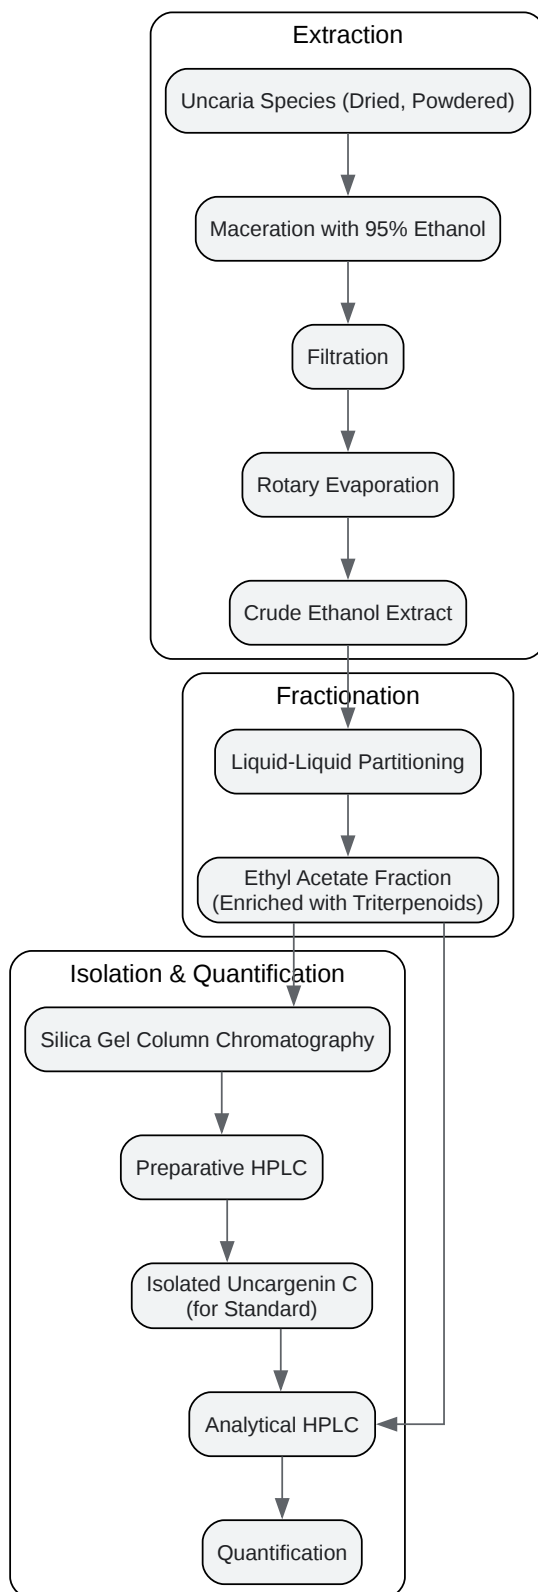 Extraction
Uncaria Species (Dried, Powdered)
Maceration with 95% Ethanol
Filtration
Rotary Evaporation
Crude Ethanol Extract
Fractionation
Liquid-Liquid Partitioning
Ethyl Acetate Fraction
(Enriched with Triterpenoids)
Isolation & Quantification
Silica Gel Column Chromatography
Preparative HPLC
Isolated Uncargenin C
(for Standard)
Analytical HPLC
Quantification